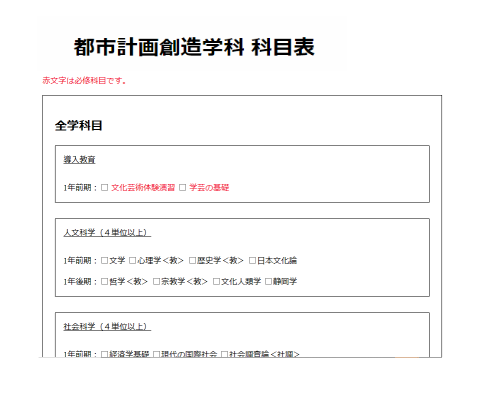 都市計画創造学科 科目表
赤文字は必修科目です。
全学科目
導入教育
1年前期：□ 文化芸術体験演習 □ 学芸の基礎
人文科学（４単位以上）
1年前期：□文学 □心理学＜教＞ □歴史学＜教＞ □日本文化論
1年後期：□哲学＜教＞ □宗教学＜教＞ □文化人類学 □静岡学
社会科学（４単位以上）
1年前期：□経済学基礎 □現代の国際社会 □社会調査論＜社調＞